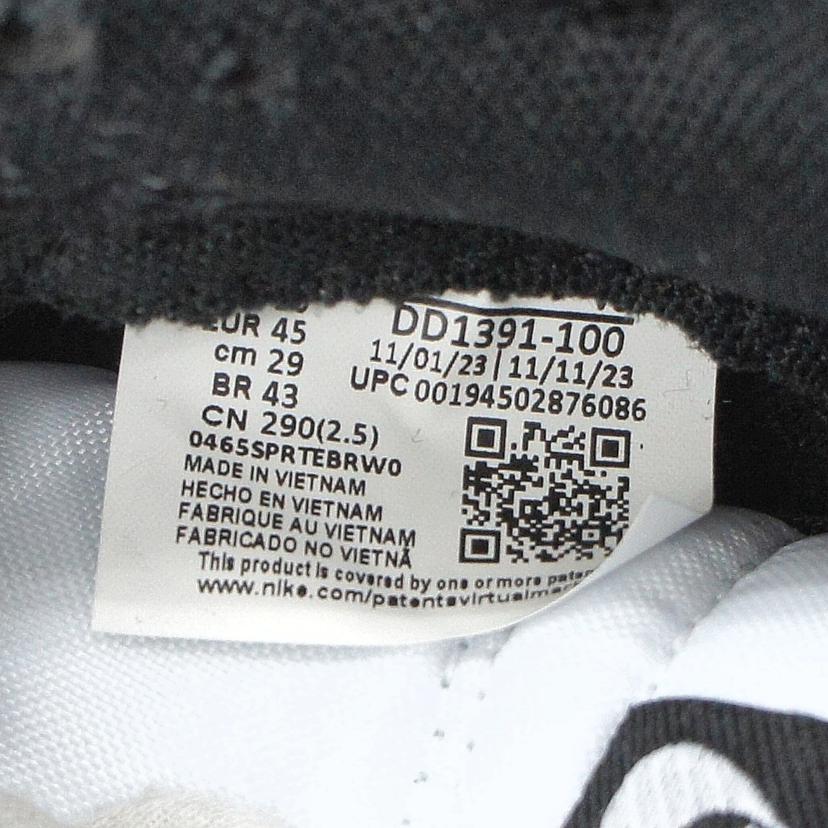 EUR 45
cm 29
BR 43
CN 290(2.5)
0465SPRTEBRW0
MADE IN VIETNAM
HECHO EN VIETNAM
FABRIQUE AU VIETNAM
FABRICADO NO VIETNÃ
DD1391-100
11/01/23|11/11/23
UPC 00194502876086
This product is covered by one or more
www.nike.com/patents